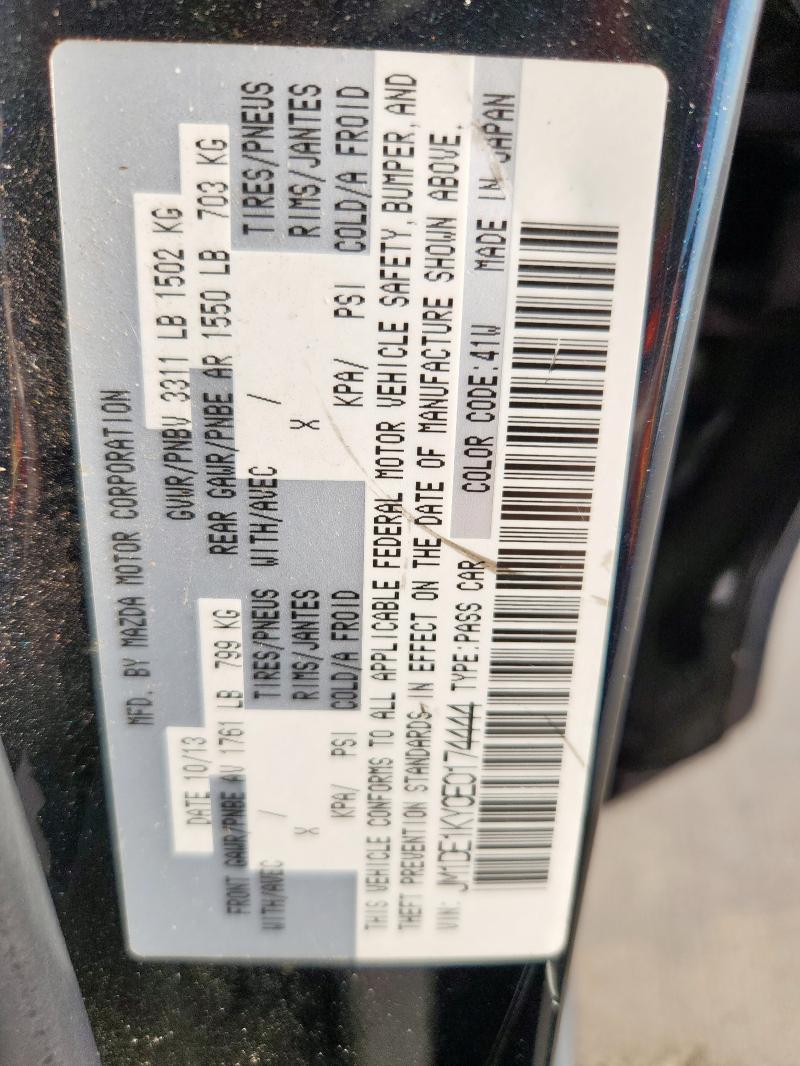 MFD. BY MAZDA MOTOR CORPORATION
DATE 10/13 GVWR/PNBV 3311 LB 1502 KG
FRONT GAWR/PNBE AV 1761 LB 799 KG REAR GAWR/PNBE AR 1550 LB 703 KG
WITH/AVEC / TIRES/PNEUS WITH/AVEC / TIRES/PNEUS
X RIMS/JANTES X RIMS/JANTES
KPA/ PSI COLD/A FROID KPA/ PSI COLD/A FROID
THIS VEHICLE CONFORMS TO ALL APPLICABLE FEDERAL MOTOR VEHICLE SAFETY, BUMPER, AND
THEFT PREVENTION STANDARDS IN EFFECT ON THE DATE OF MANUFACTURE SHOWN ABOVE.
VIN: JM1DE1KY0E0174444 TYPE:PASS CAR COLOR CODE:41W MADE IN JAPAN